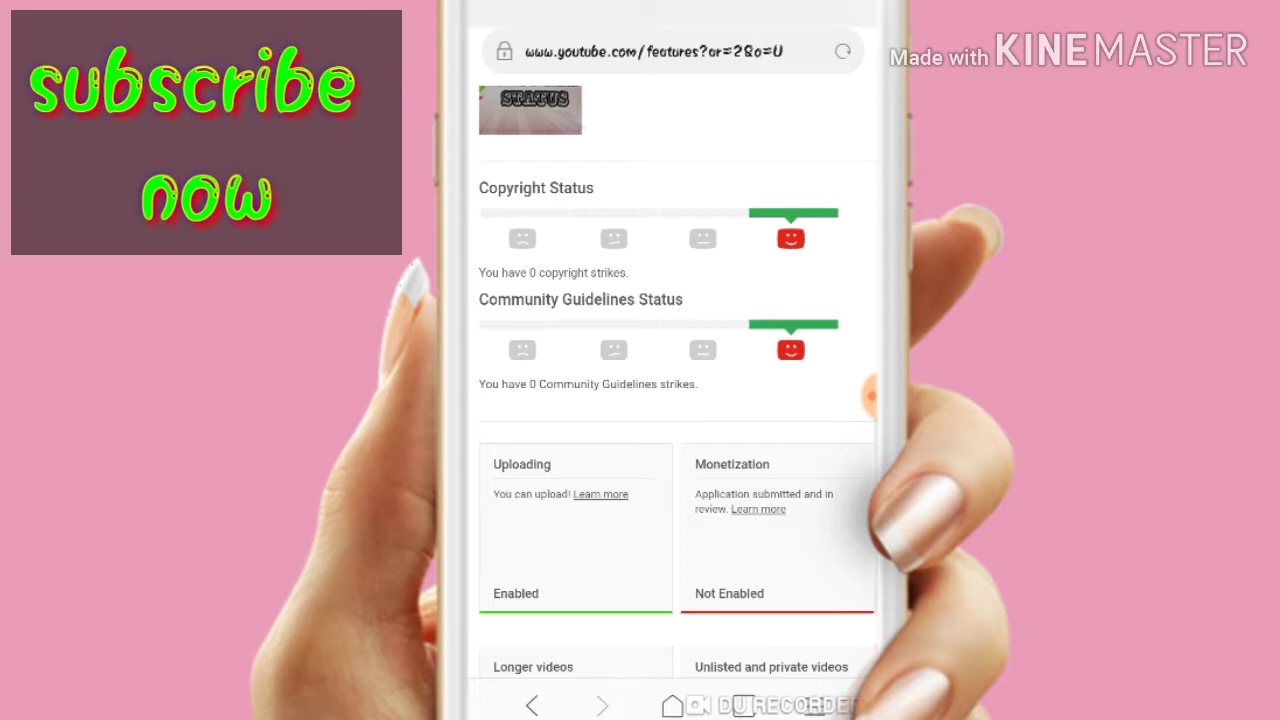 subscribe
now
Made with KINEMASTER
www.youtube.com/features?ar=2&o=U
STATUS
Copyright Status
You have 0 copyright strikes.
Community Guidelines Status
You have 0 Community Guidelines strikes.
Uploading
You can upload! Learn more
Enabled
Monetization
Application submitted and in
review. Learn more
Not Enabled
Longer videos
Unlisted and private videos
DU RECORDER